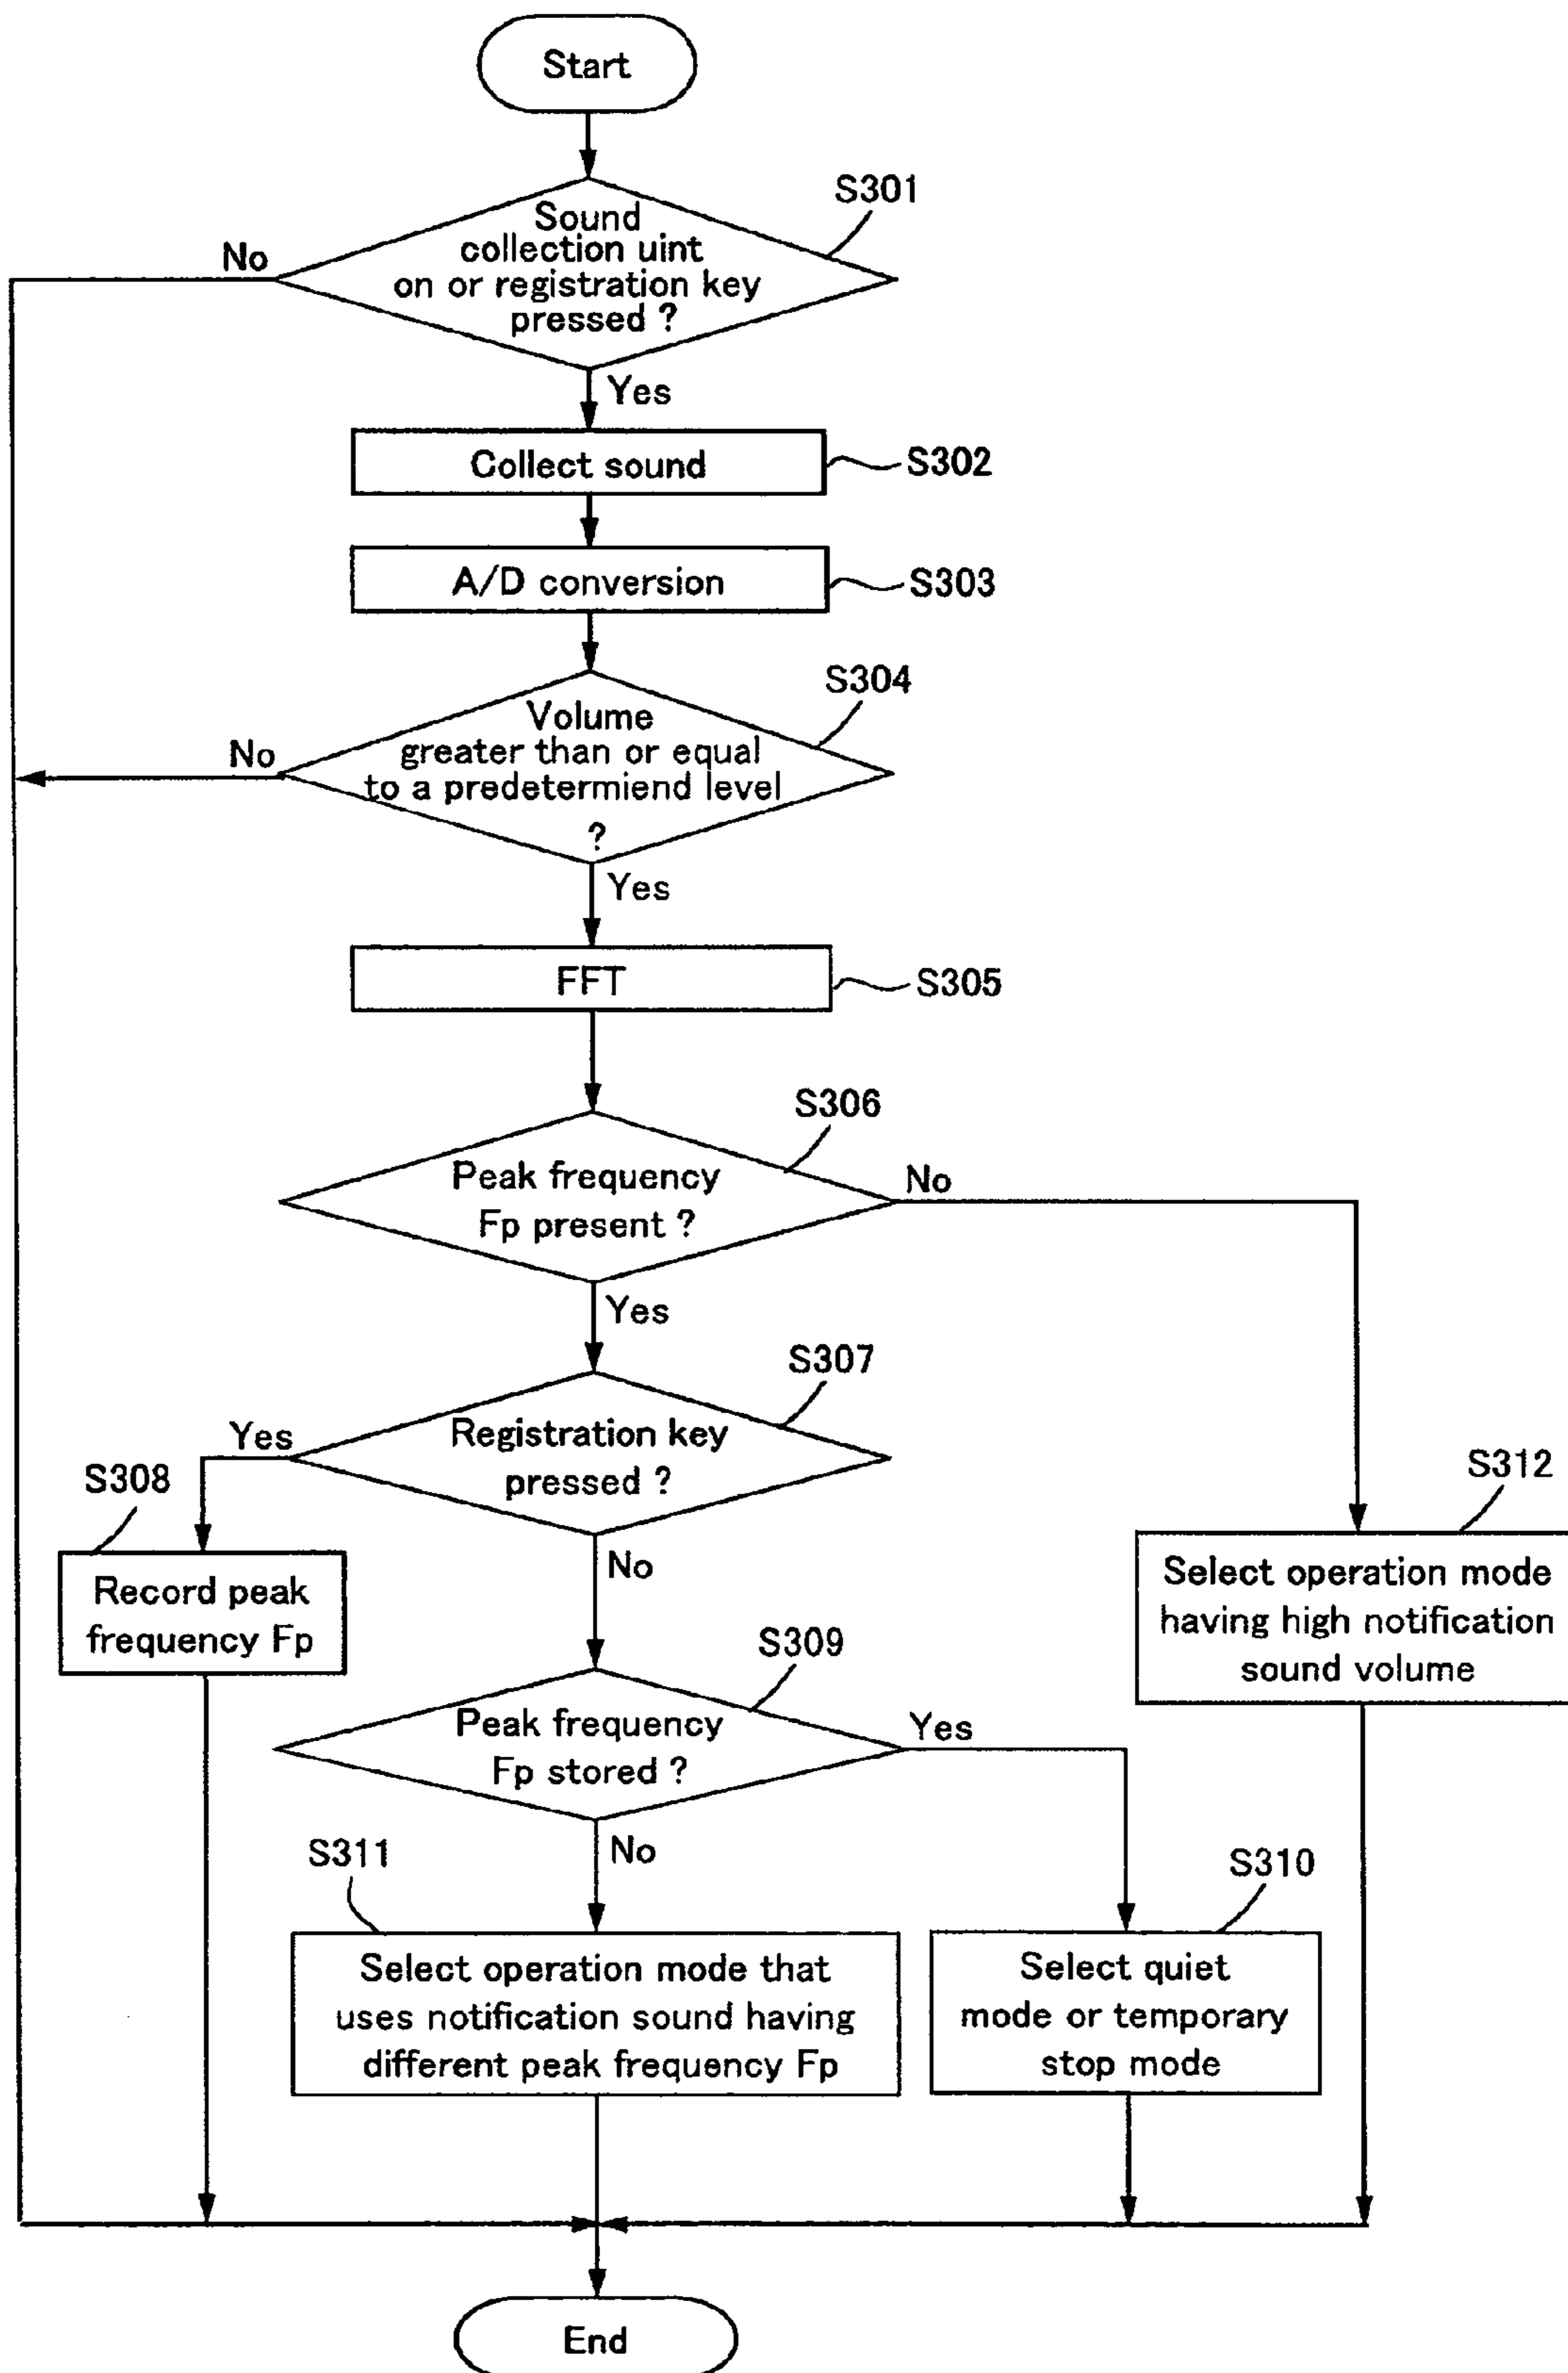 Start
S301
Sound
collection uint
on or registration key
pressed ?
No
Yes
Collect sound
S302
A/D conversion
S303
S304
Volume
greater than or equal
to a predetermiend level
?
No
Yes
FFT
S305
S306
Peak frequency
Fp present ?
No
Yes
S307
Registration key
pressed ?
Yes
No
S308
Record peak
frequency Fp
S312
Select operation mode
having high notification
sound volume
S309
Peak frequency
Fp stored ?
Yes
No
S311
Select operation mode that
uses notification sound having
different peak frequency Fp
S310
Select quiet
mode or temporary
stop mode
End